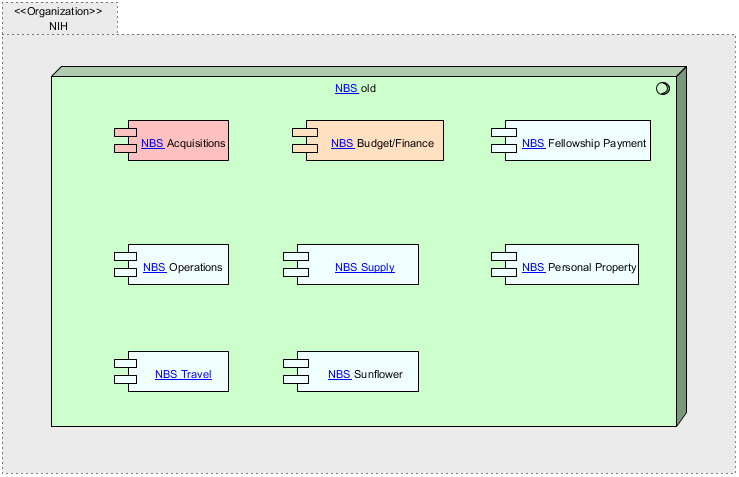 <<Organization>>
NIH
NBS old
NBS Acquisitions
NBS Budget/Finance
NBS Fellowship Payment
NBS Operations
NBS Supply
NBS Personal Property
NBS Travel
NBS Sunflower